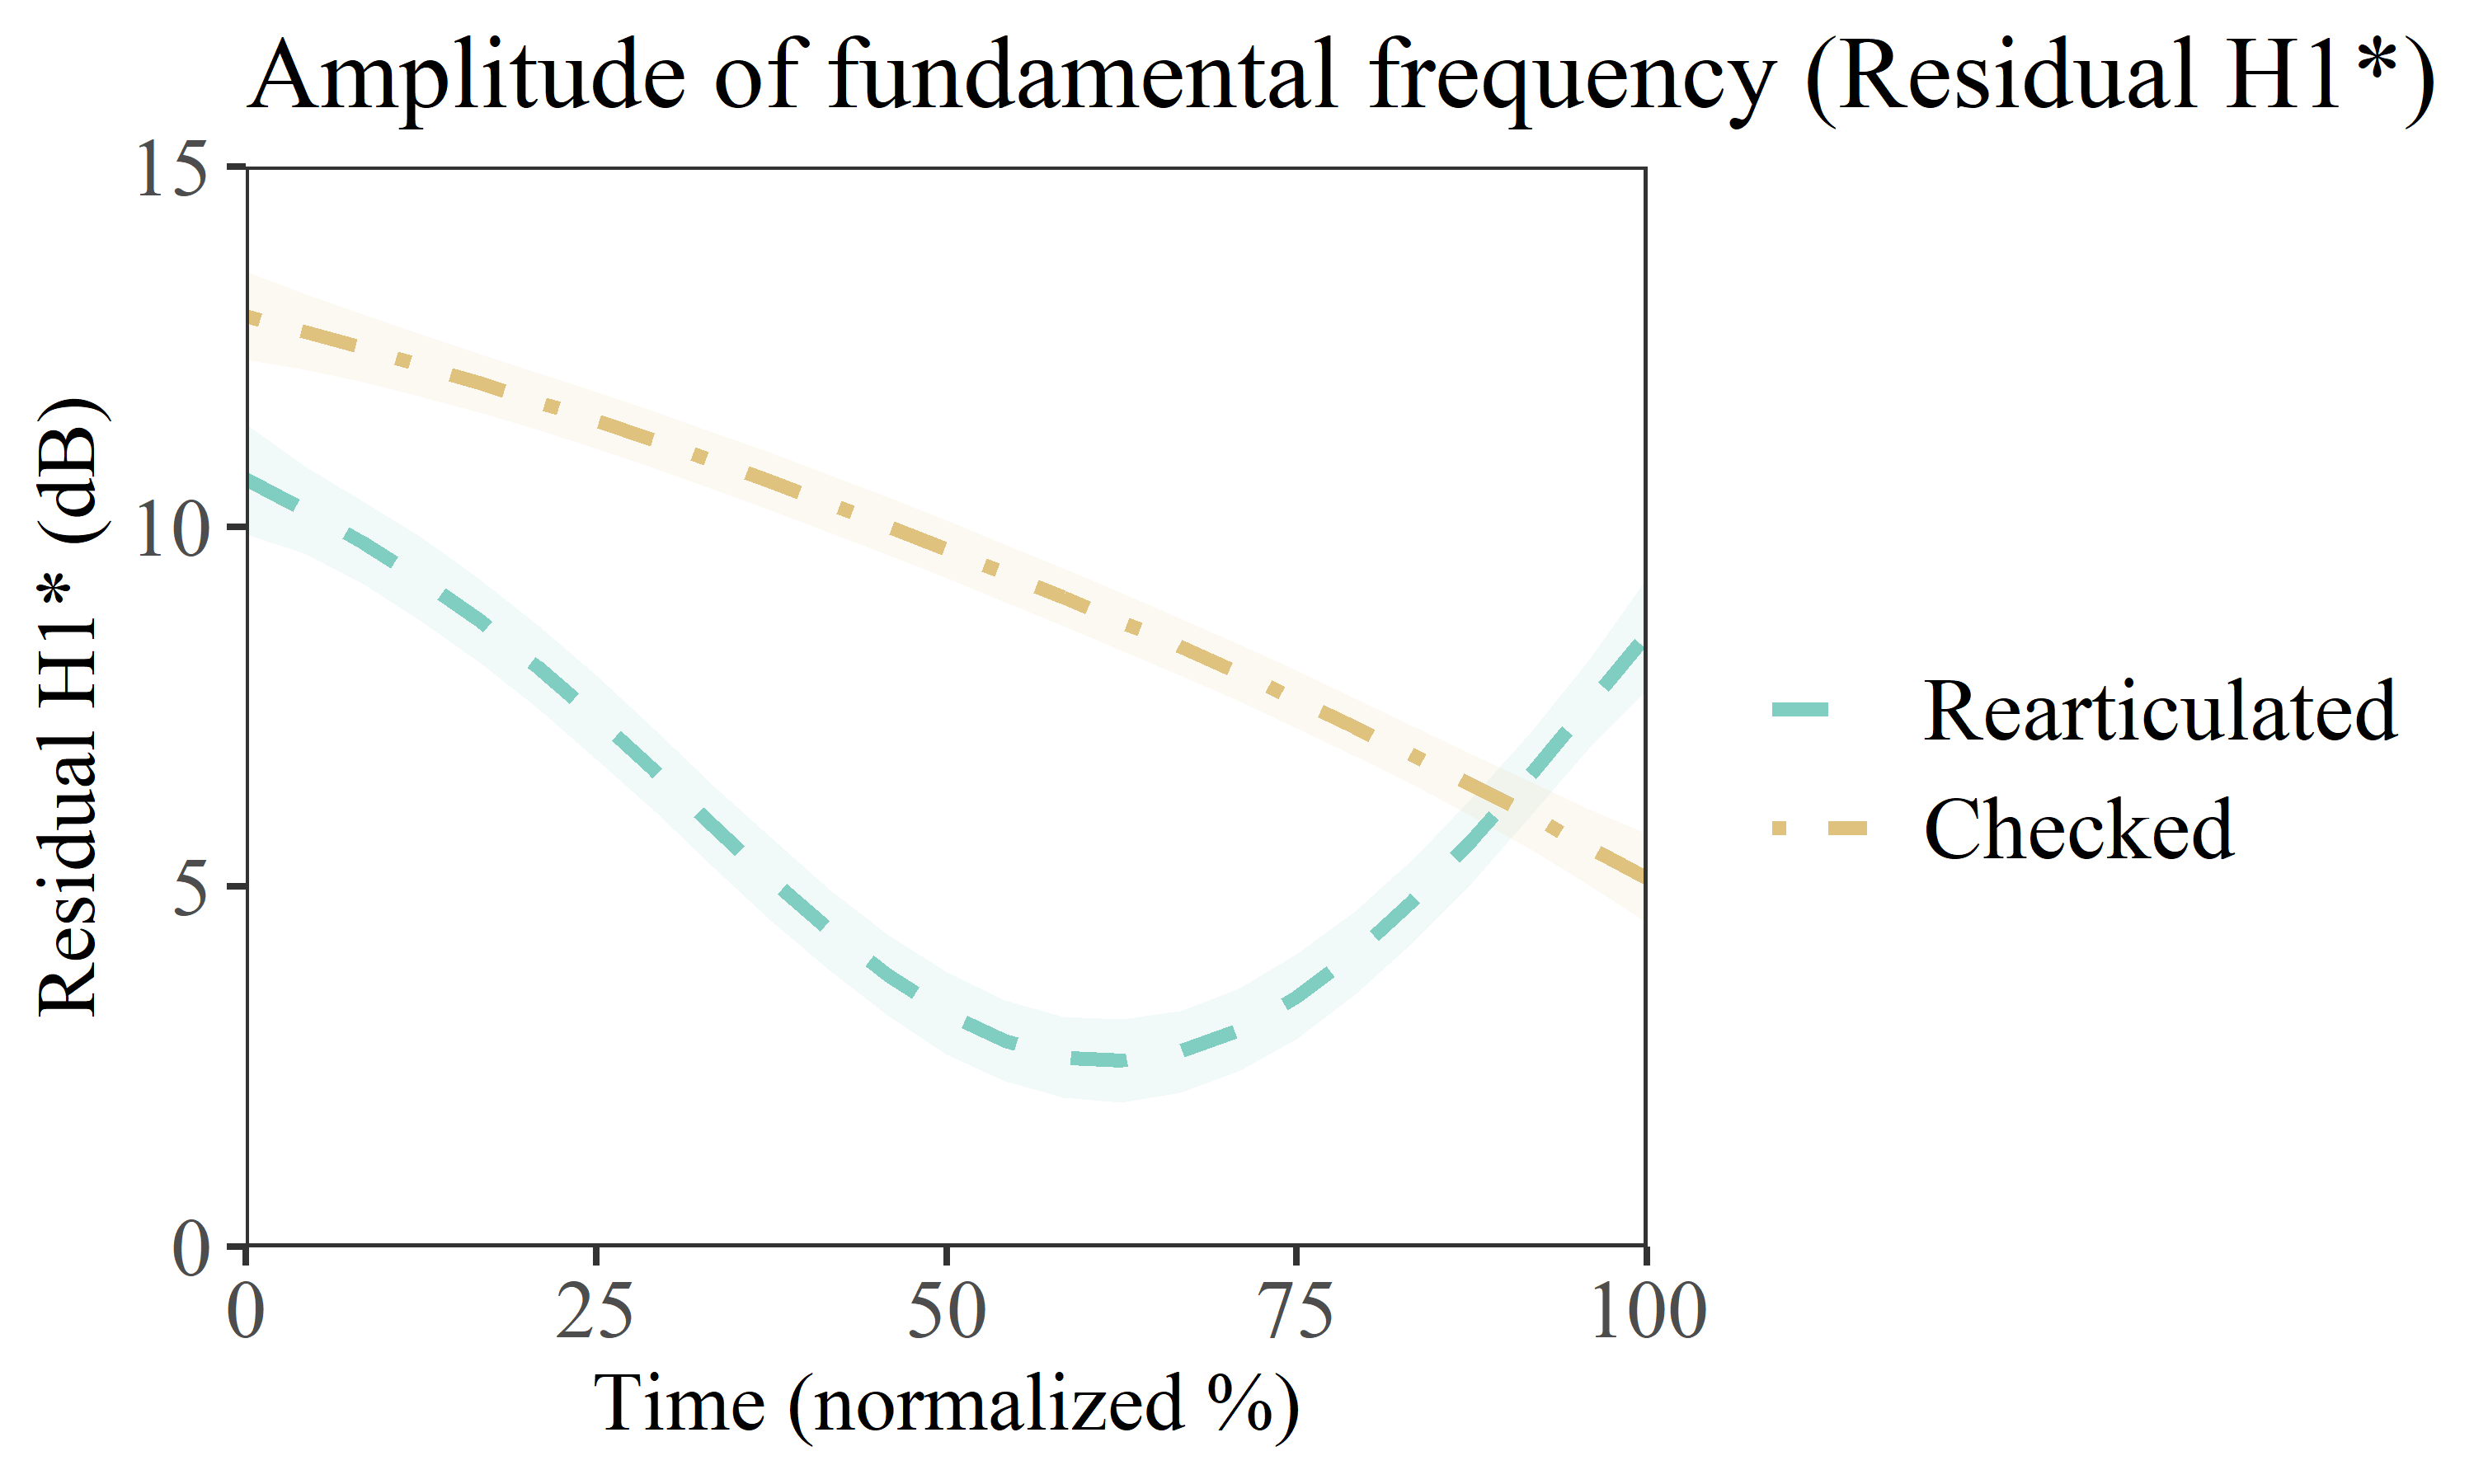 Amplitude of fundamental frequency (Residual H1*)
Residual H1* (dB)
15
10
5
0
0 25 50 75 100
Time (normalized %)
Rearticulated
Checked